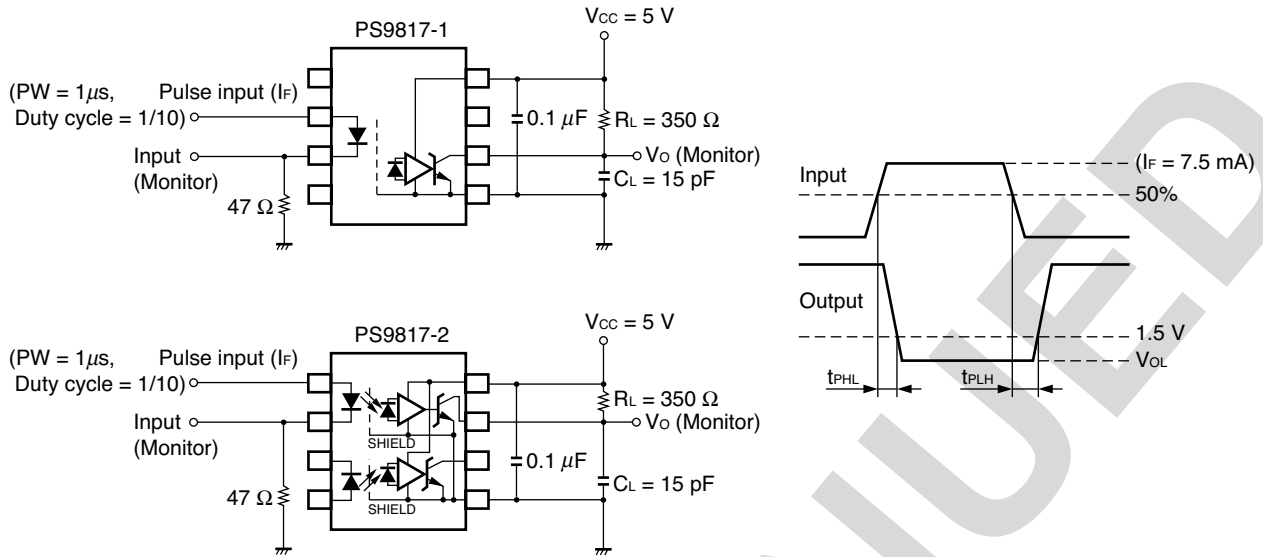 PS9817-1
VCC = 5 V
(PW = 1μs, Pulse input (IF)
Duty cycle = 1/10)
Input
(Monitor)
47 Ω
0.1 μF
RL = 350 Ω
VO (Monitor)
CL = 15 pF
PS9817-2
VCC = 5 V
(PW = 1μs, Pulse input (IF)
Duty cycle = 1/10)
Input
(Monitor)
47 Ω
SHIELD
SHIELD
0.1 μF
RL = 350 Ω
VO (Monitor)
CL = 15 pF
Input
(IF = 7.5 mA)
50%
Output
1.5 V
VOL
tPHL
tPLH
NUED